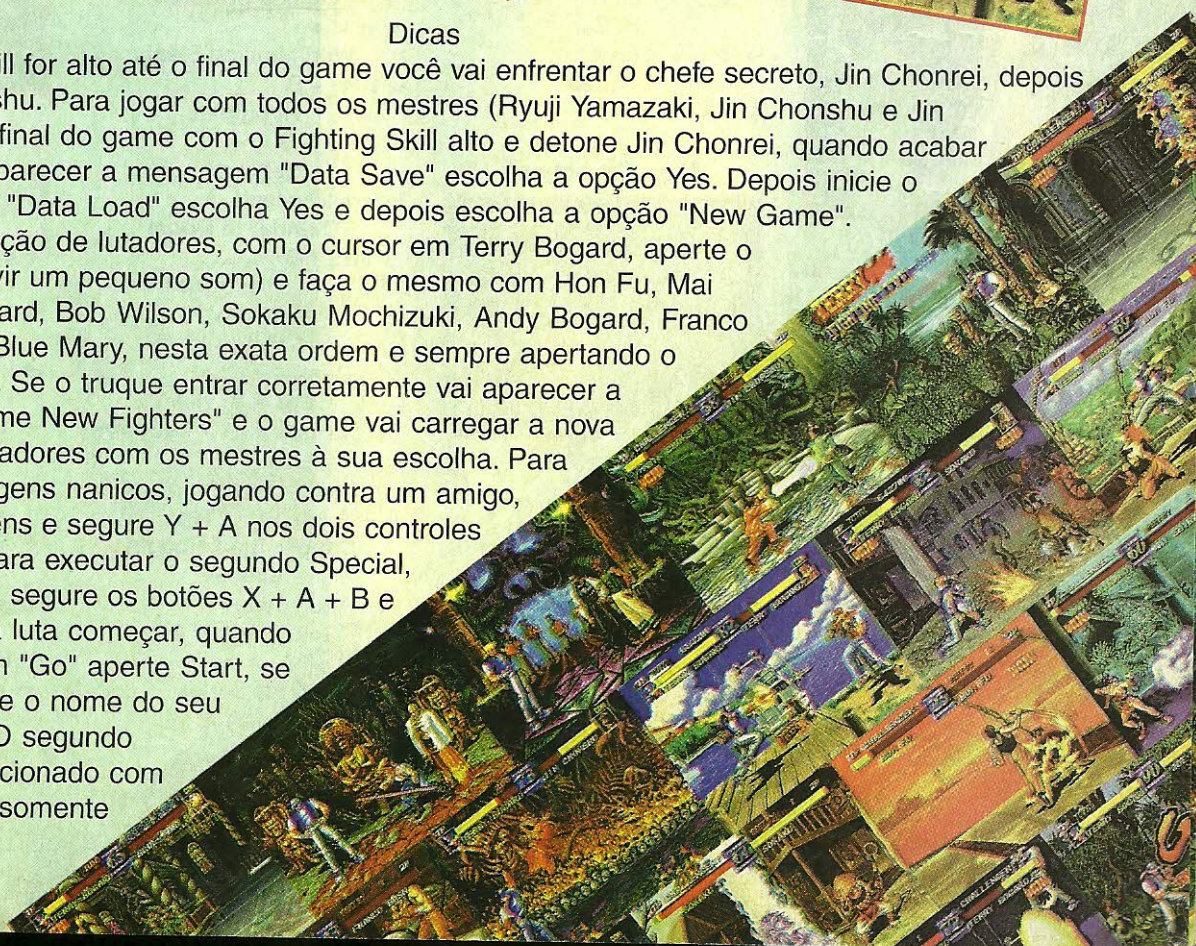 Dicas
ill for alto até o final do game você vai enfrentar o chefe secreto, Jin Chonrei, depois
shu. Para jogar com todos os mestres (Ryuji Yamazaki, Jin Chonshu e Jin
final do game com o Fighting Skill alto e detone Jin Chonrei, quando acabar
parecer a mensagem "Data Save" escolha a opção Yes. Depois inicie o
"Data Load" escolha Yes e depois escolha a opção "New Game".
ção de lutadores, com o cursor em Terry Bogard, aperte o
vir um pequeno som) e faça o mesmo com Hon Fu, Mai
ard, Bob Wilson, Sokaku Mochizuki, Andy Bogard, Franco
Blue Mary, nesta exata ordem e sempre apertando o
. Se o truque entrar corretamente vai aparecer a
me New Fighters" e o game vai carregar a nova
adores com os mestres à sua escolha. Para
gens nanicos, jogando contra um amigo,
ens e segure Y + A nos dois controles
ara executar o segundo Special,
segure os botões X + A + B e
a luta começar, quando
m "Go" aperte Start, se
e o nome do seu
O segundo
cionado com
somente